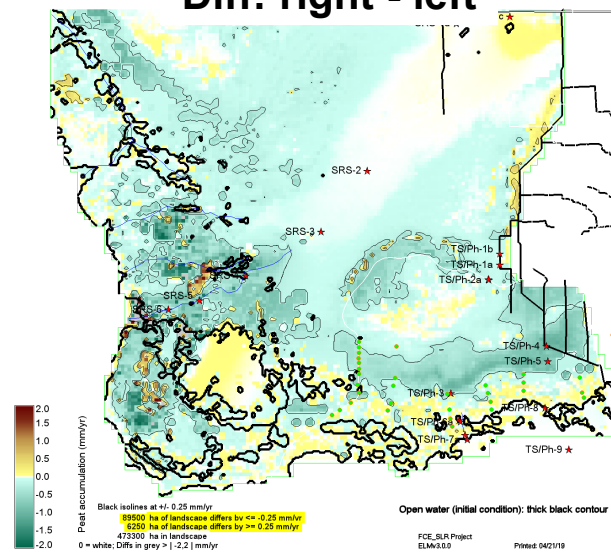 Diff: right - left
SRS-2
SRS-3
SRS-5
SRS-6
TS/Ph-1b
TS/Ph-1a
TS/Ph-2a
TS/Ph-4
TS/Ph-5
TS/Ph-3
TS/Ph-8
TS/Ph-7
TS/Ph-9
2.0
1.5
1.0
0.5
0.0
-0.5
-1.0
-1.5
-2.0
Peat accumulation (mm/yr)
Black isolines at +/- 0.25 mm/yr
89500 ha of landscape differs by <= -0.25 mm/yr
6250 ha of landscape differs by >= 0.25 mm/yr
473300 ha in landscape
0 = white; Diffs in grey > | -2,2 | mm/yr
Open water (initial condition): thick black contour
FCE_SLR Project
ELMv3.0.0
Printed: 04/21/19